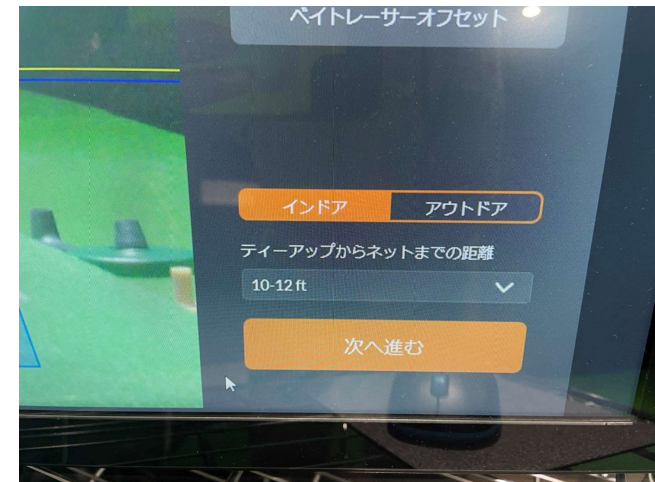 ベイトレーサーオフセット
インドア アウトドア
ティーアップからネットまでの距離
10-12 ft
次へ進む